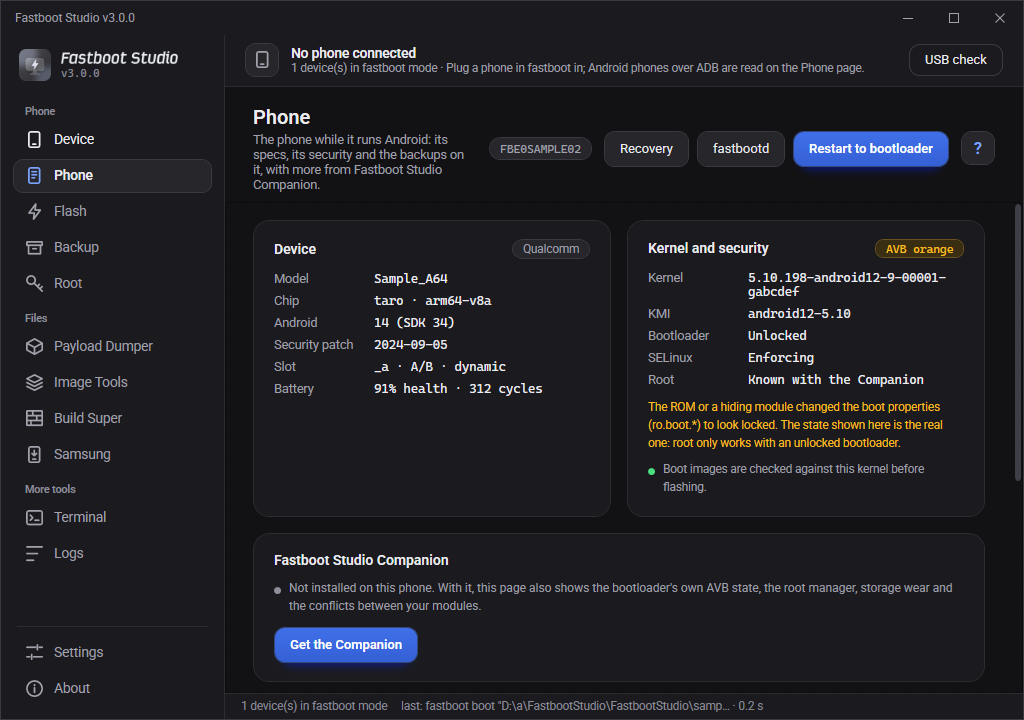 Fastboot Studio v3.0.0
Fastboot Studio
v3.0.0
Phone
Device
Phone
Flash
Backup
Root
Files
Payload Dumper
Image Tools
Build Super
Samsung
More tools
Terminal
Logs
Settings
About
No phone connected
1 device(s) in fastboot mode · Plug a phone in fastboot in; Android phones over ADB are read on the Phone page.
USB check
Phone
The phone while it runs Android: its
specs, its security and the backups on
it, with more from Fastboot Studio
Companion.
FBE0SAMPLE02
Recovery
fastbootd
Restart to bootloader
?
Device
Qualcomm
Model Sample_A64
Chip taro · arm64-v8a
Android 14 (SDK 34)
Security patch 2024-09-05
Slot _a · A/B · dynamic
Battery 91% health · 312 cycles
Kernel and security
AVB orange
Kernel 5.10.198-android12-9-00001-
gabcdef
KMI android12-5.10
Bootloader Unlocked
SELinux Enforcing
Root Known with the Companion
The ROM or a hiding module changed the boot properties
(ro.boot.*) to look locked. The state shown here is the real
one: root only works with an unlocked bootloader.
Boot images are checked against this kernel before
flashing.
Fastboot Studio Companion
Not installed on this phone. With it, this page also shows the bootloader's own AVB state, the root manager, storage wear and
the conflicts between your modules.
Get the Companion
1 device(s) in fastboot mode last: fastboot boot "D:\a\FastbootStudio\FastbootStudio\samp... · 0.2 s